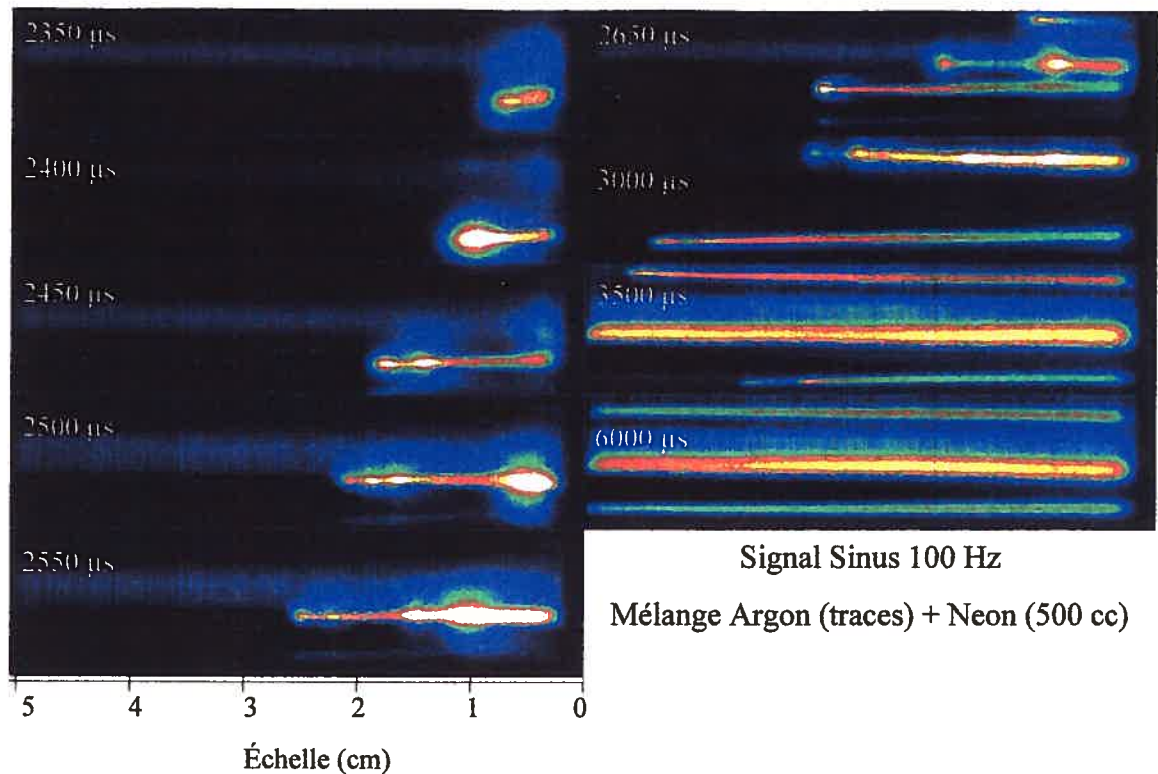 2350 µs
2400 µs
2450 µs
2500 µs
2550 µs
5 4 3 2 1 0
Échelle (cm)
2650 µs
3000 µs
3500 µs
6000 µs
Signal Sinus 100 Hz
Mélange Argon (traces) + Neon (500 cc)